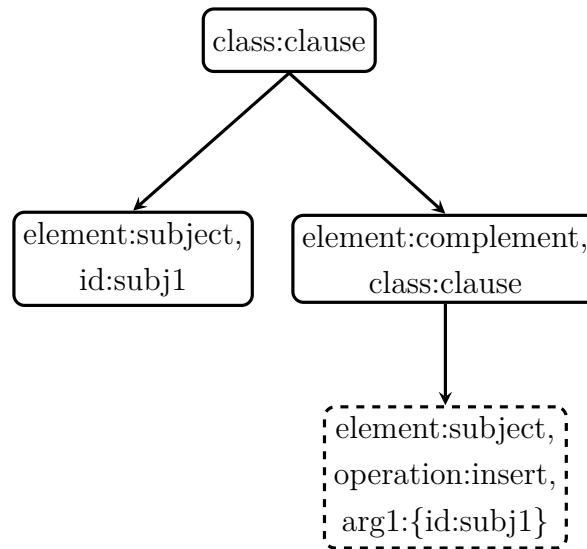 class:clause
element:subject,
id:subj1
element:complement,
class:clause
element:subject,
operation:insert,
arg1:{id:subj1}